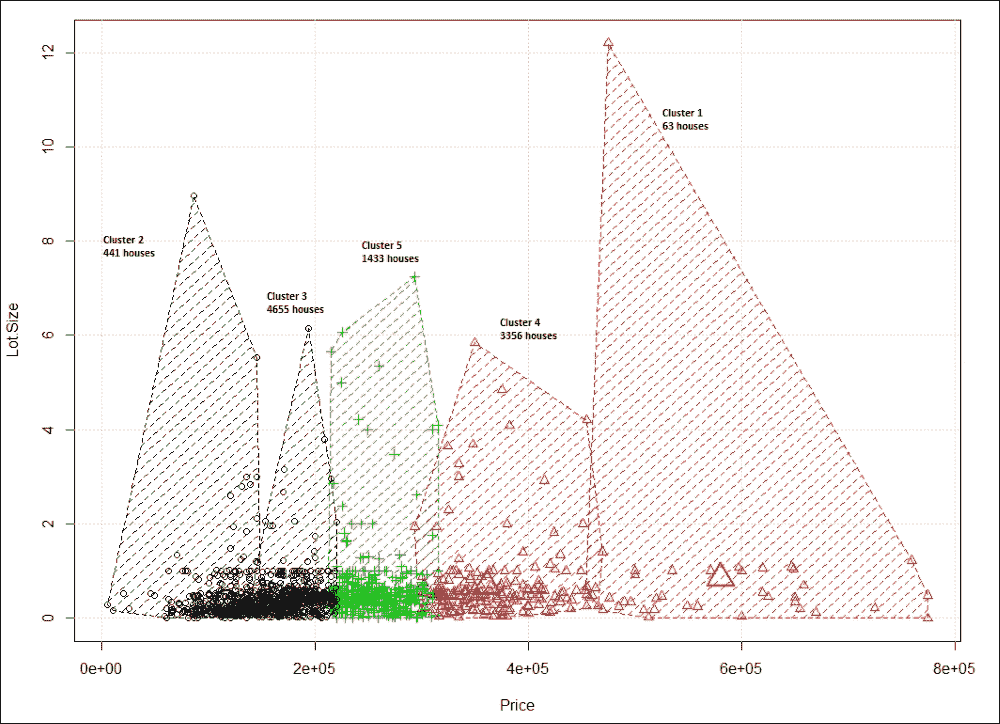 12
10
8
6
4
2
0
Lot.Size
Cluster 1
63 houses
Cluster 2
441 houses
Cluster 5
1433 houses
Cluster 3
4655 houses
Cluster 4
3356 houses
0e+00
2e+05
4e+05
6e+05
8e+05
Price